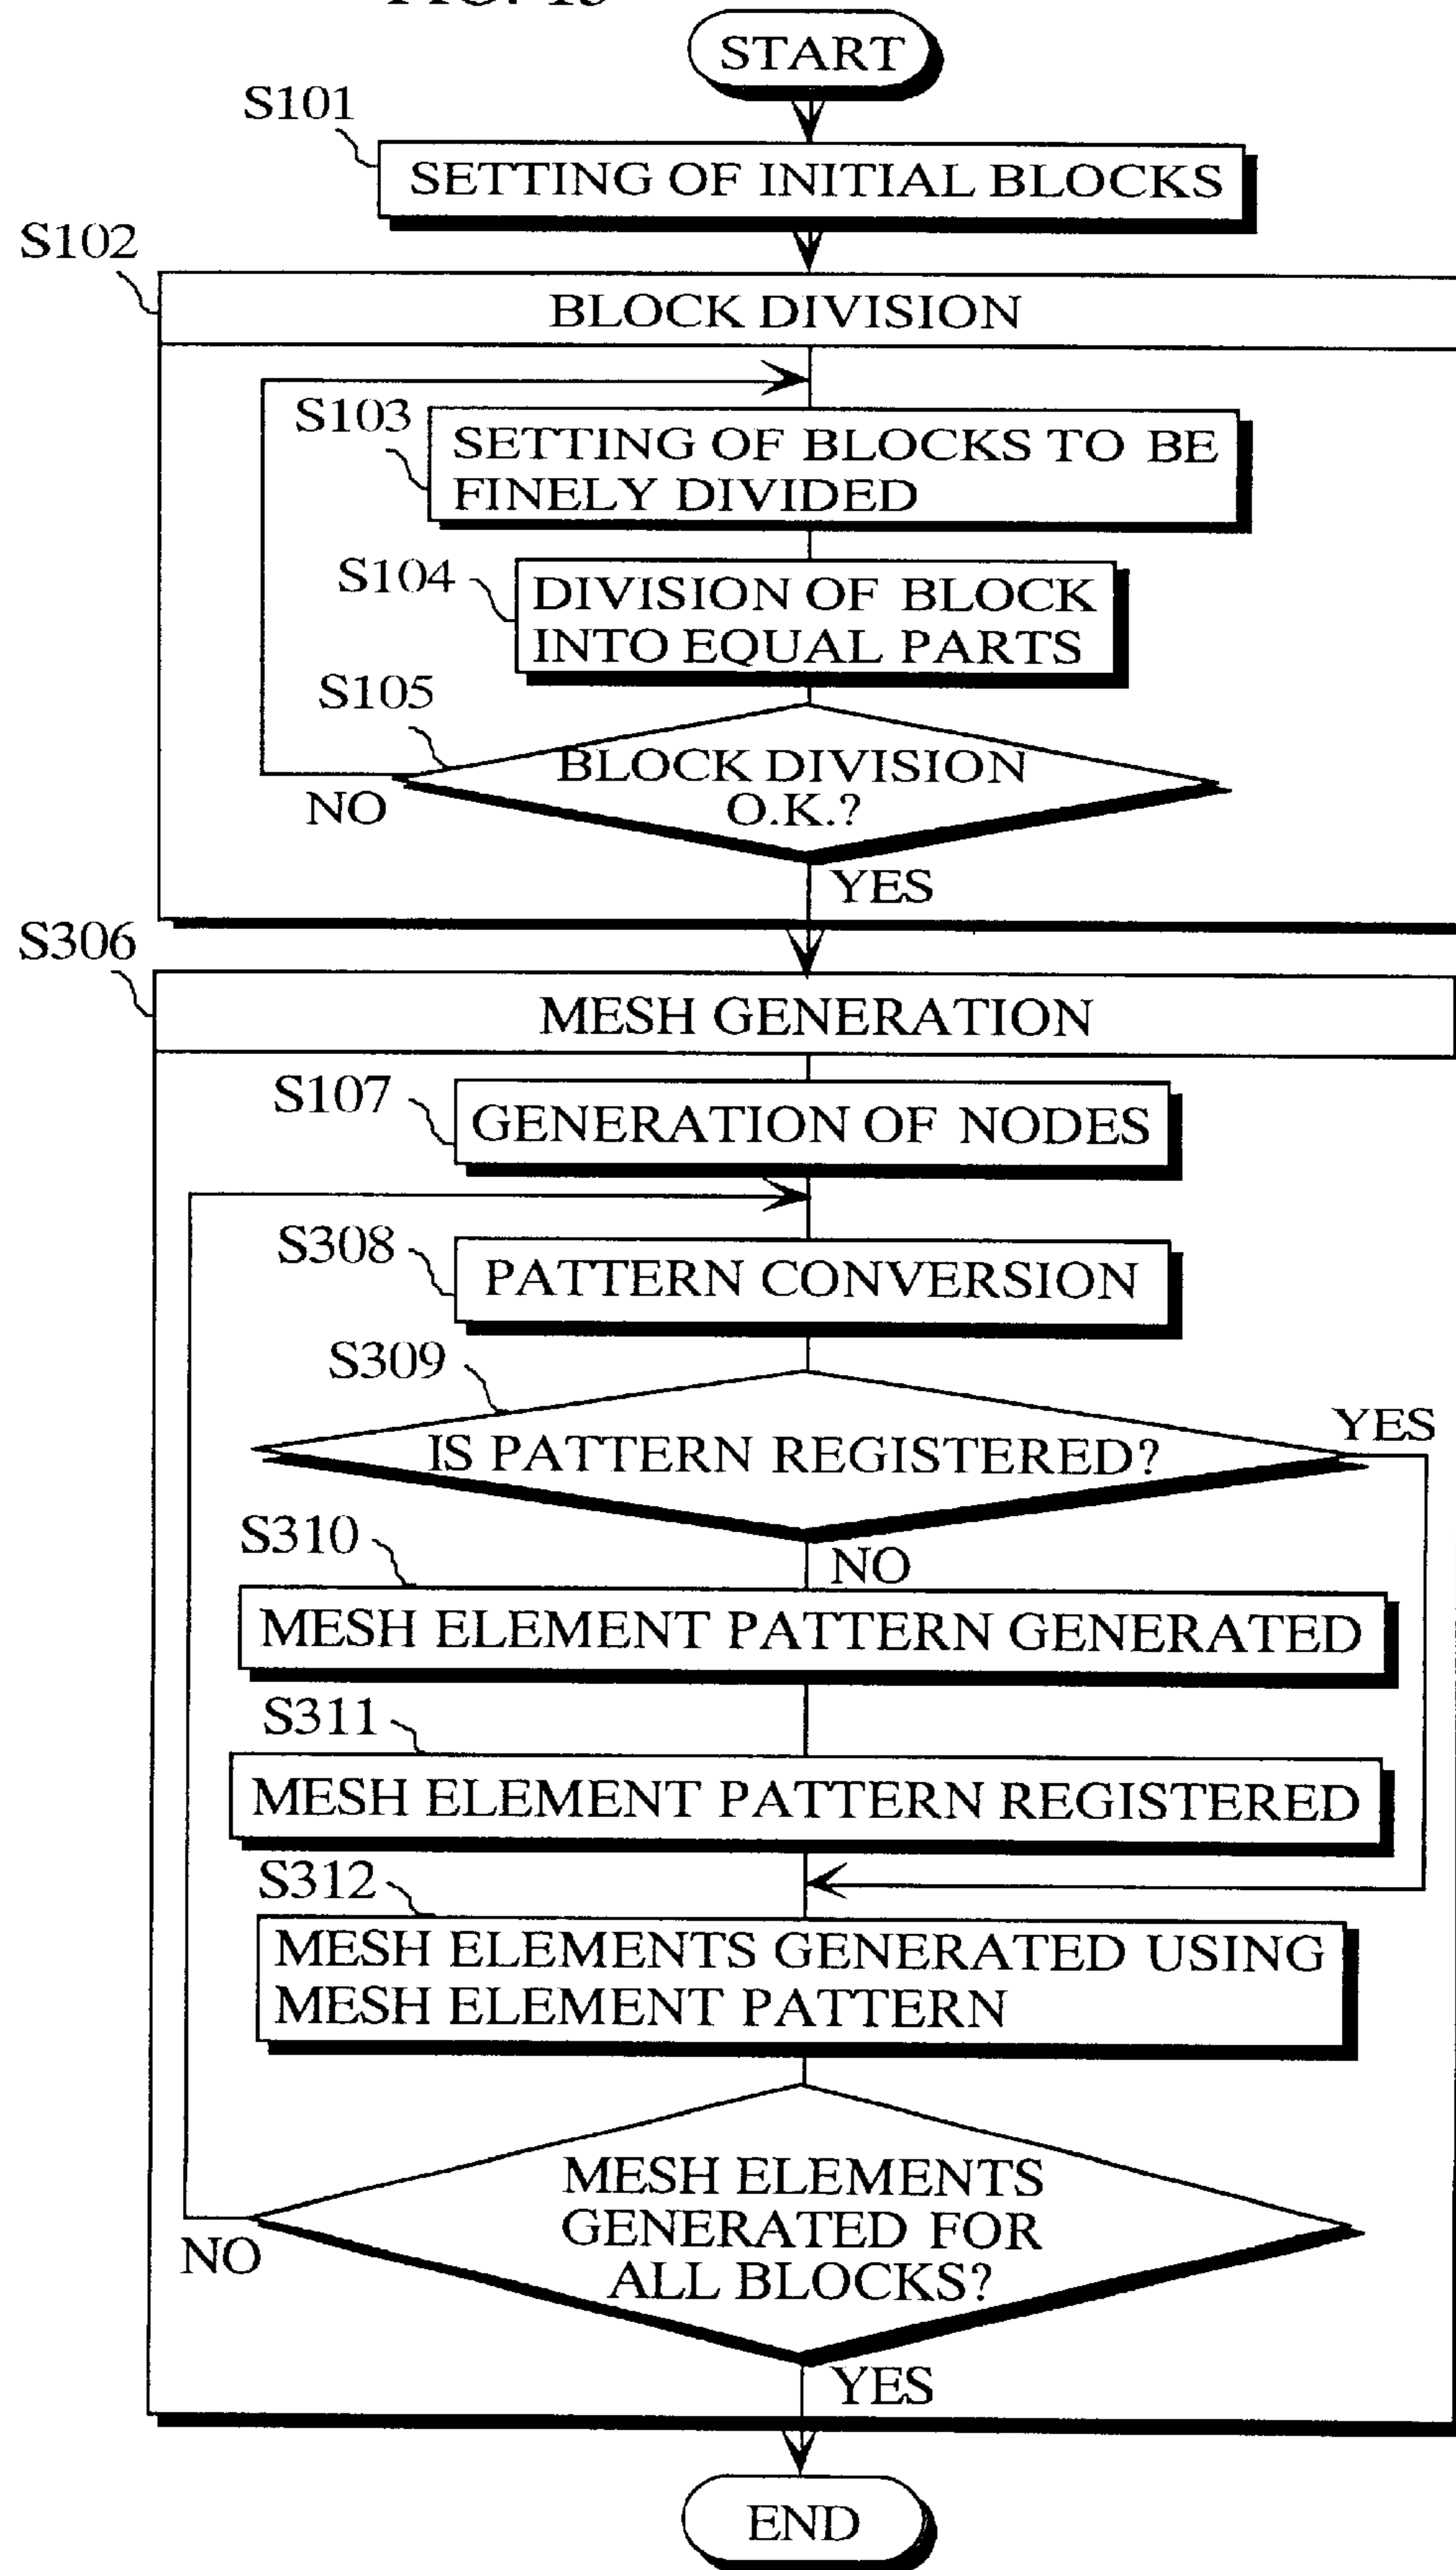 START
S101
SETTING OF INITIAL BLOCKS
S102
BLOCK DIVISION
S103
SETTING OF BLOCKS TO BE
FINELY DIVIDED
S104
DIVISION OF BLOCK
INTO EQUAL PARTS
S105
BLOCK DIVISION
O.K.?
NO
YES
S306
MESH GENERATION
S107
GENERATION OF NODES
S308
PATTERN CONVERSION
S309
IS PATTERN REGISTERED?
YES
NO
S310
MESH ELEMENT PATTERN GENERATED
S311
MESH ELEMENT PATTERN REGISTERED
S312
MESH ELEMENTS GENERATED USING
MESH ELEMENT PATTERN
MESH ELEMENTS
GENERATED FOR
ALL BLOCKS?
NO
YES
END